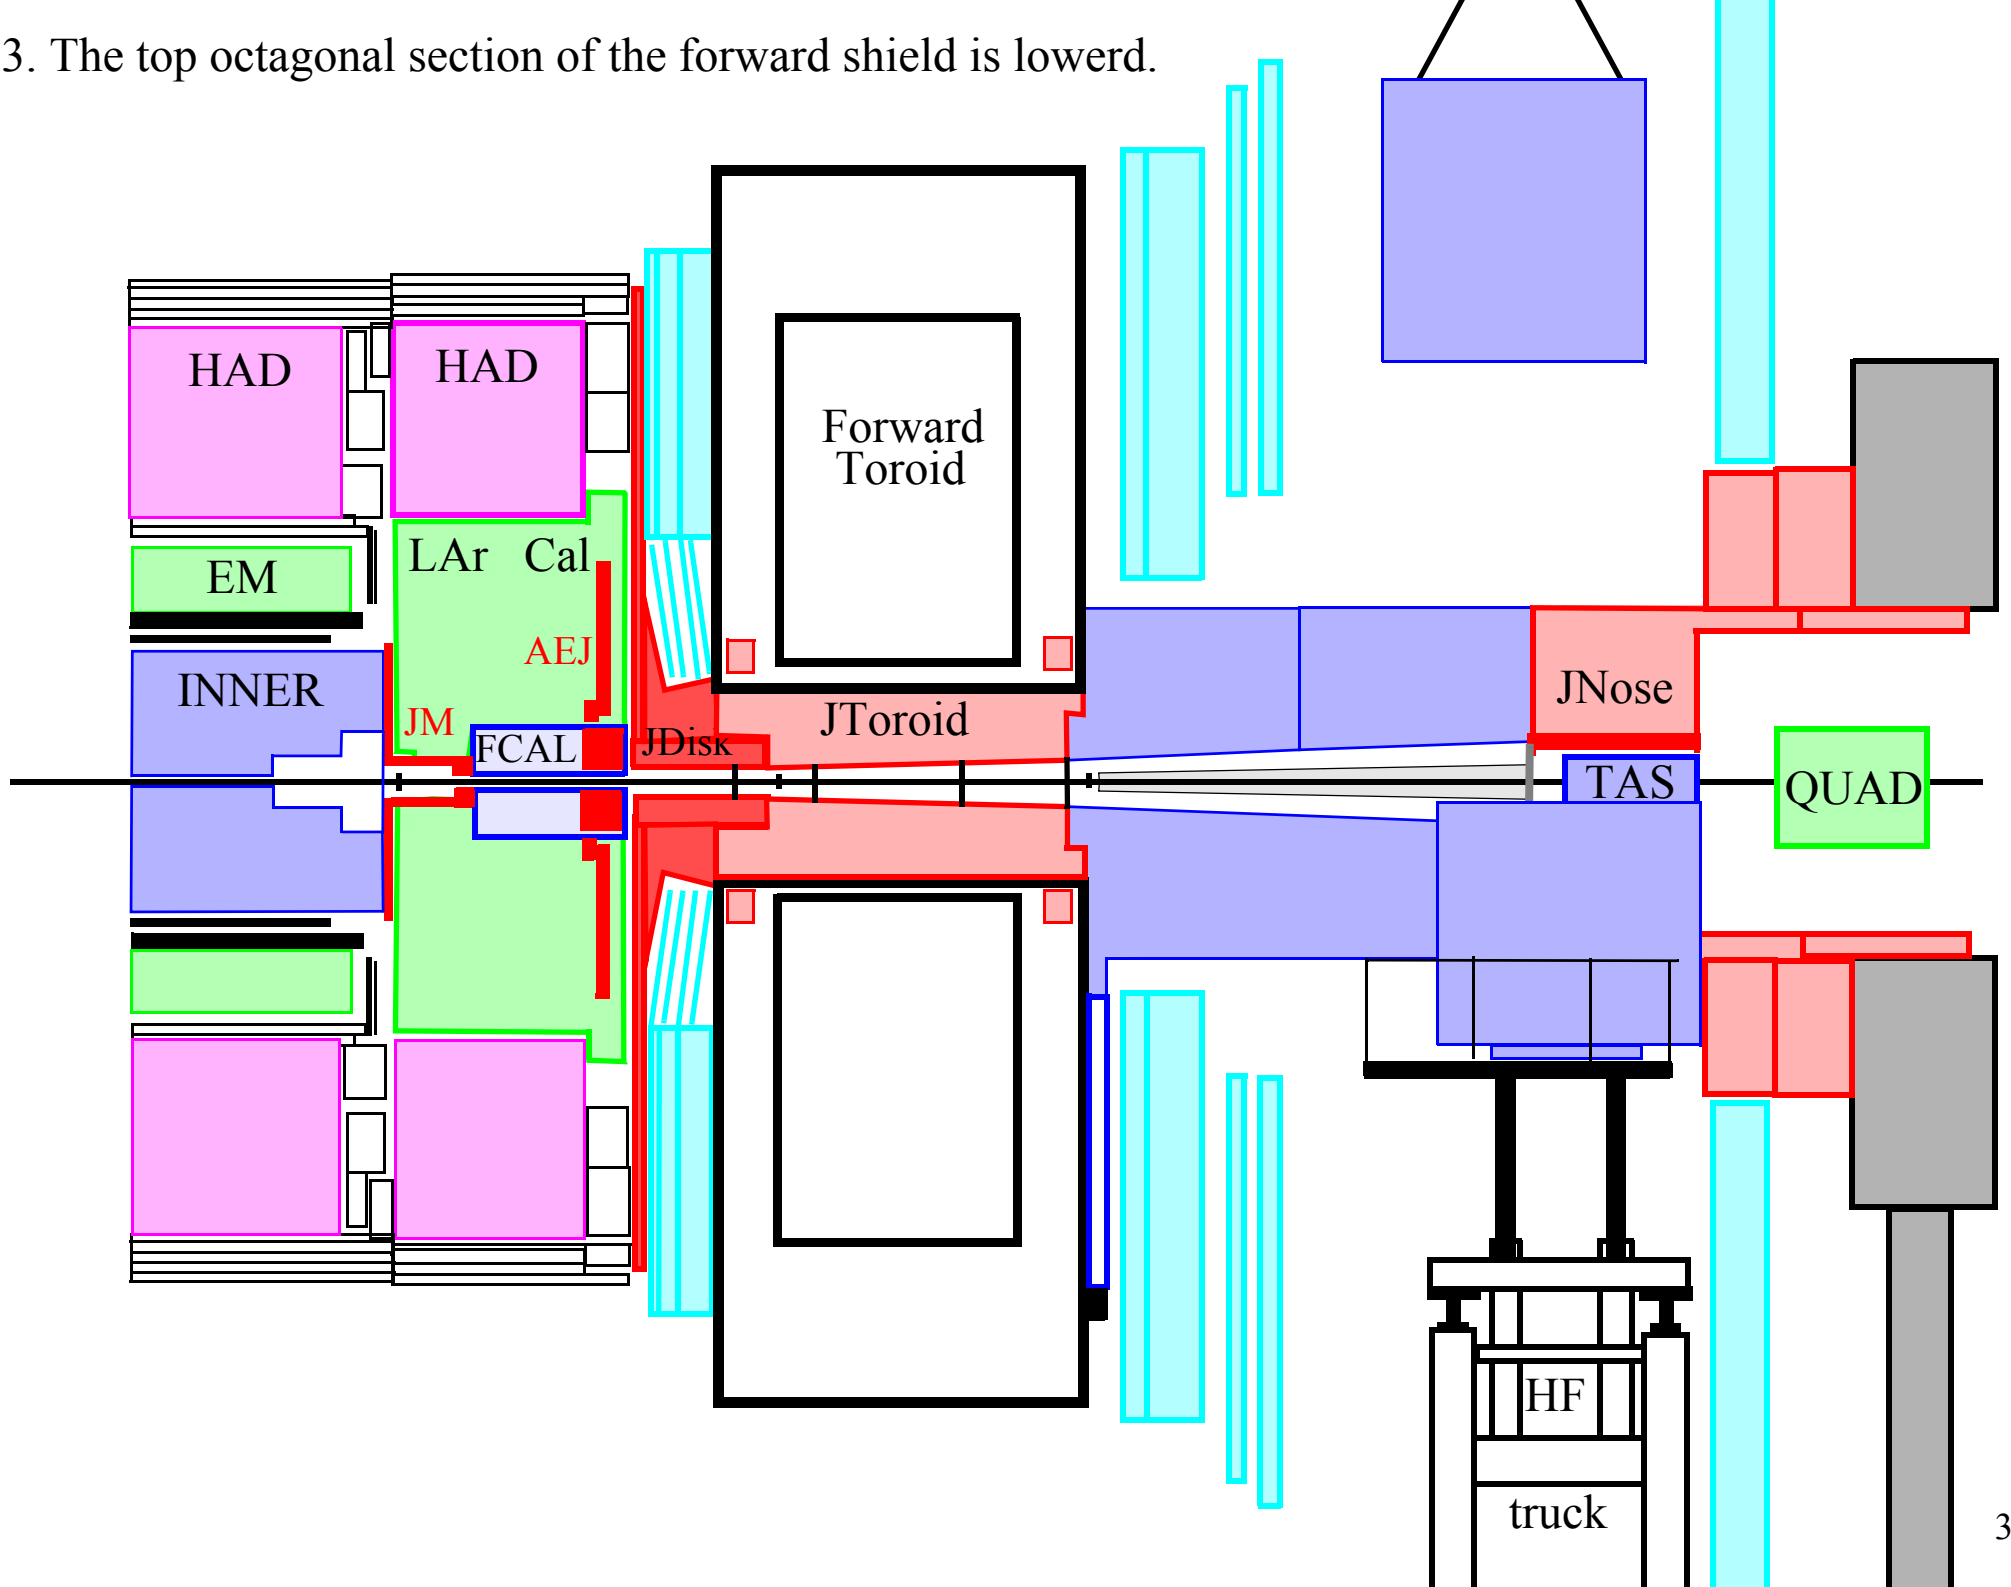 3. The top octagonal section of the forward shield is lowerd.
HAD
HAD
Forward
Toroid
LAr Cal
EM
AEJ
INNER
JNose
JM
JToroid
FCAL
JDisk
TAS
QUAD
HF
truck
3